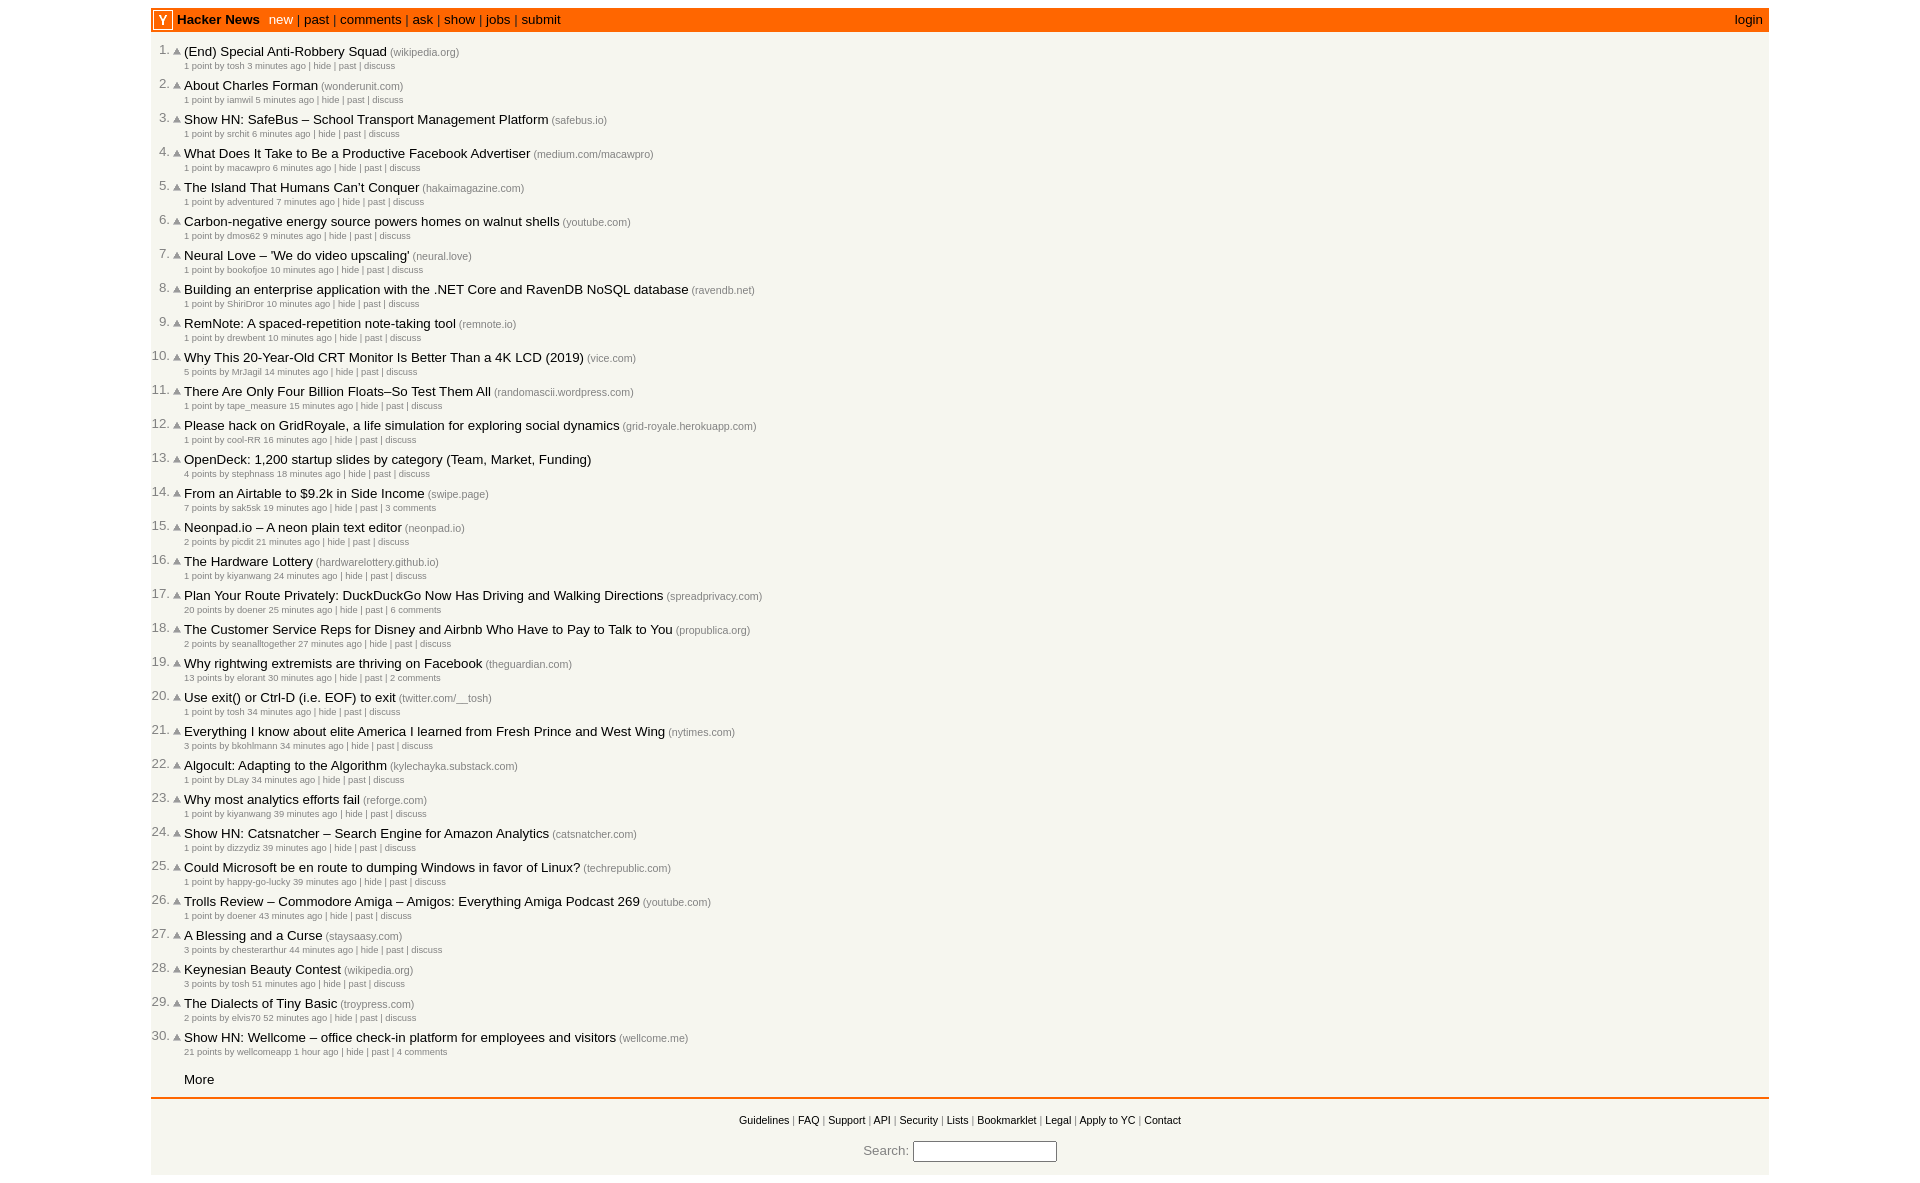 Y Hacker News new | past | comments | ask | show | jobs | submit login
1. (End) Special Anti-Robbery Squad (wikipedia.org)
1 point by tosh 3 minutes ago | hide | past | discuss
2. About Charles Forman (wonderunit.com)
1 point by iamwil 5 minutes ago | hide | past | discuss
3. Show HN: SafeBus – School Transport Management Platform (safebus.io)
1 point by srchit 6 minutes ago | hide | past | discuss
4. What Does It Take to Be a Productive Facebook Advertiser (medium.com/macawpro)
1 point by macawpro 6 minutes ago | hide | past | discuss
5. The Island That Humans Can’t Conquer (hakaimagazine.com)
1 point by adventured 7 minutes ago | hide | past | discuss
6. Carbon-negative energy source powers homes on walnut shells (youtube.com)
1 point by dmos62 9 minutes ago | hide | past | discuss
7. Neural Love – 'We do video upscaling' (neural.love)
1 point by bookofjoe 10 minutes ago | hide | past | discuss
8. Building an enterprise application with the .NET Core and RavenDB NoSQL database (ravendb.net)
1 point by ShiriDror 10 minutes ago | hide | past | discuss
9. RemNote: A spaced-repetition note-taking tool (remnote.io)
1 point by drewbent 10 minutes ago | hide | past | discuss
10. Why This 20-Year-Old CRT Monitor Is Better Than a 4K LCD (2019) (vice.com)
5 points by MrJagil 14 minutes ago | hide | past | discuss
11. There Are Only Four Billion Floats–So Test Them All (randomascii.wordpress.com)
1 point by tape_measure 15 minutes ago | hide | past | discuss
12. Please hack on GridRoyale, a life simulation for exploring social dynamics (grid-royale.herokuapp.com)
1 point by cool-RR 16 minutes ago | hide | past | discuss
13. OpenDeck: 1,200 startup slides by category (Team, Market, Funding)
4 points by stephnass 18 minutes ago | hide | past | discuss
14. From an Airtable to $9.2k in Side Income (swipe.page)
7 points by sak5sk 19 minutes ago | hide | past | 3 comments
15. Neonpad.io – A neon plain text editor (neonpad.io)
2 points by picdit 21 minutes ago | hide | past | discuss
16. The Hardware Lottery (hardwarelottery.github.io)
1 point by kiyanwang 24 minutes ago | hide | past | discuss
17. Plan Your Route Privately: DuckDuckGo Now Has Driving and Walking Directions (spreadprivacy.com)
20 points by doener 25 minutes ago | hide | past | 6 comments
18. The Customer Service Reps for Disney and Airbnb Who Have to Pay to Talk to You (propublica.org)
2 points by seanalltogether 27 minutes ago | hide | past | discuss
19. Why rightwing extremists are thriving on Facebook (theguardian.com)
13 points by elorant 30 minutes ago | hide | past | 2 comments
20. Use exit() or Ctrl-D (i.e. EOF) to exit (twitter.com/__tosh)
1 point by tosh 34 minutes ago | hide | past | discuss
21. Everything I know about elite America I learned from Fresh Prince and West Wing (nytimes.com)
3 points by bkohlmann 34 minutes ago | hide | past | discuss
22. Algocult: Adapting to the Algorithm (kylechayka.substack.com)
1 point by DLay 34 minutes ago | hide | past | discuss
23. Why most analytics efforts fail (reforge.com)
1 point by kiyanwang 39 minutes ago | hide | past | discuss
24. Show HN: Catsnatcher – Search Engine for Amazon Analytics (catsnatcher.com)
1 point by dizzydiz 39 minutes ago | hide | past | discuss
25. Could Microsoft be en route to dumping Windows in favor of Linux? (techrepublic.com)
1 point by happy-go-lucky 39 minutes ago | hide | past | discuss
26. Trolls Review – Commodore Amiga – Amigos: Everything Amiga Podcast 269 (youtube.com)
1 point by doener 43 minutes ago | hide | past | discuss
27. A Blessing and a Curse (staysaasy.com)
3 points by chesterarthur 44 minutes ago | hide | past | discuss
28. Keynesian Beauty Contest (wikipedia.org)
3 points by tosh 51 minutes ago | hide | past | discuss
29. The Dialects of Tiny Basic (troypress.com)
2 points by elvis70 52 minutes ago | hide | past | discuss
30. Show HN: Wellcome – office check-in platform for employees and visitors (wellcome.me)
21 points by wellcomeapp 1 hour ago | hide | past | 4 comments
More
Guidelines | FAQ | Support | API | Security | Lists | Bookmarklet | Legal | Apply to YC | Contact
Search: